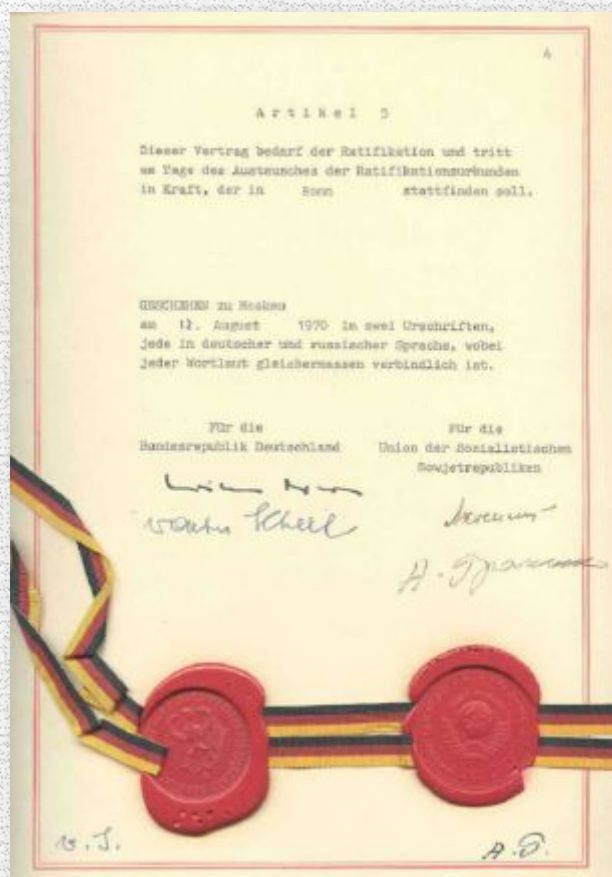 4
Artikel 5
Dieser Vertrag bedarf der Ratifikation und tritt
am Tage des Austausches der Ratifikationsurkunden
in Kraft, der in Bonn stattfinden soll.
GESCHEHEN zu Moskau
am 12. August 1970 in zwei Urschriften,
jede in deutscher und russischer Sprache, wobei
jeder Wortlaut gleichermassen verbindlich ist.
Für die
Bundesrepublik Deutschland
Walter Scheel
Für die
Union der Sozialistischen
Sowjetrepubliken
А. Громыко